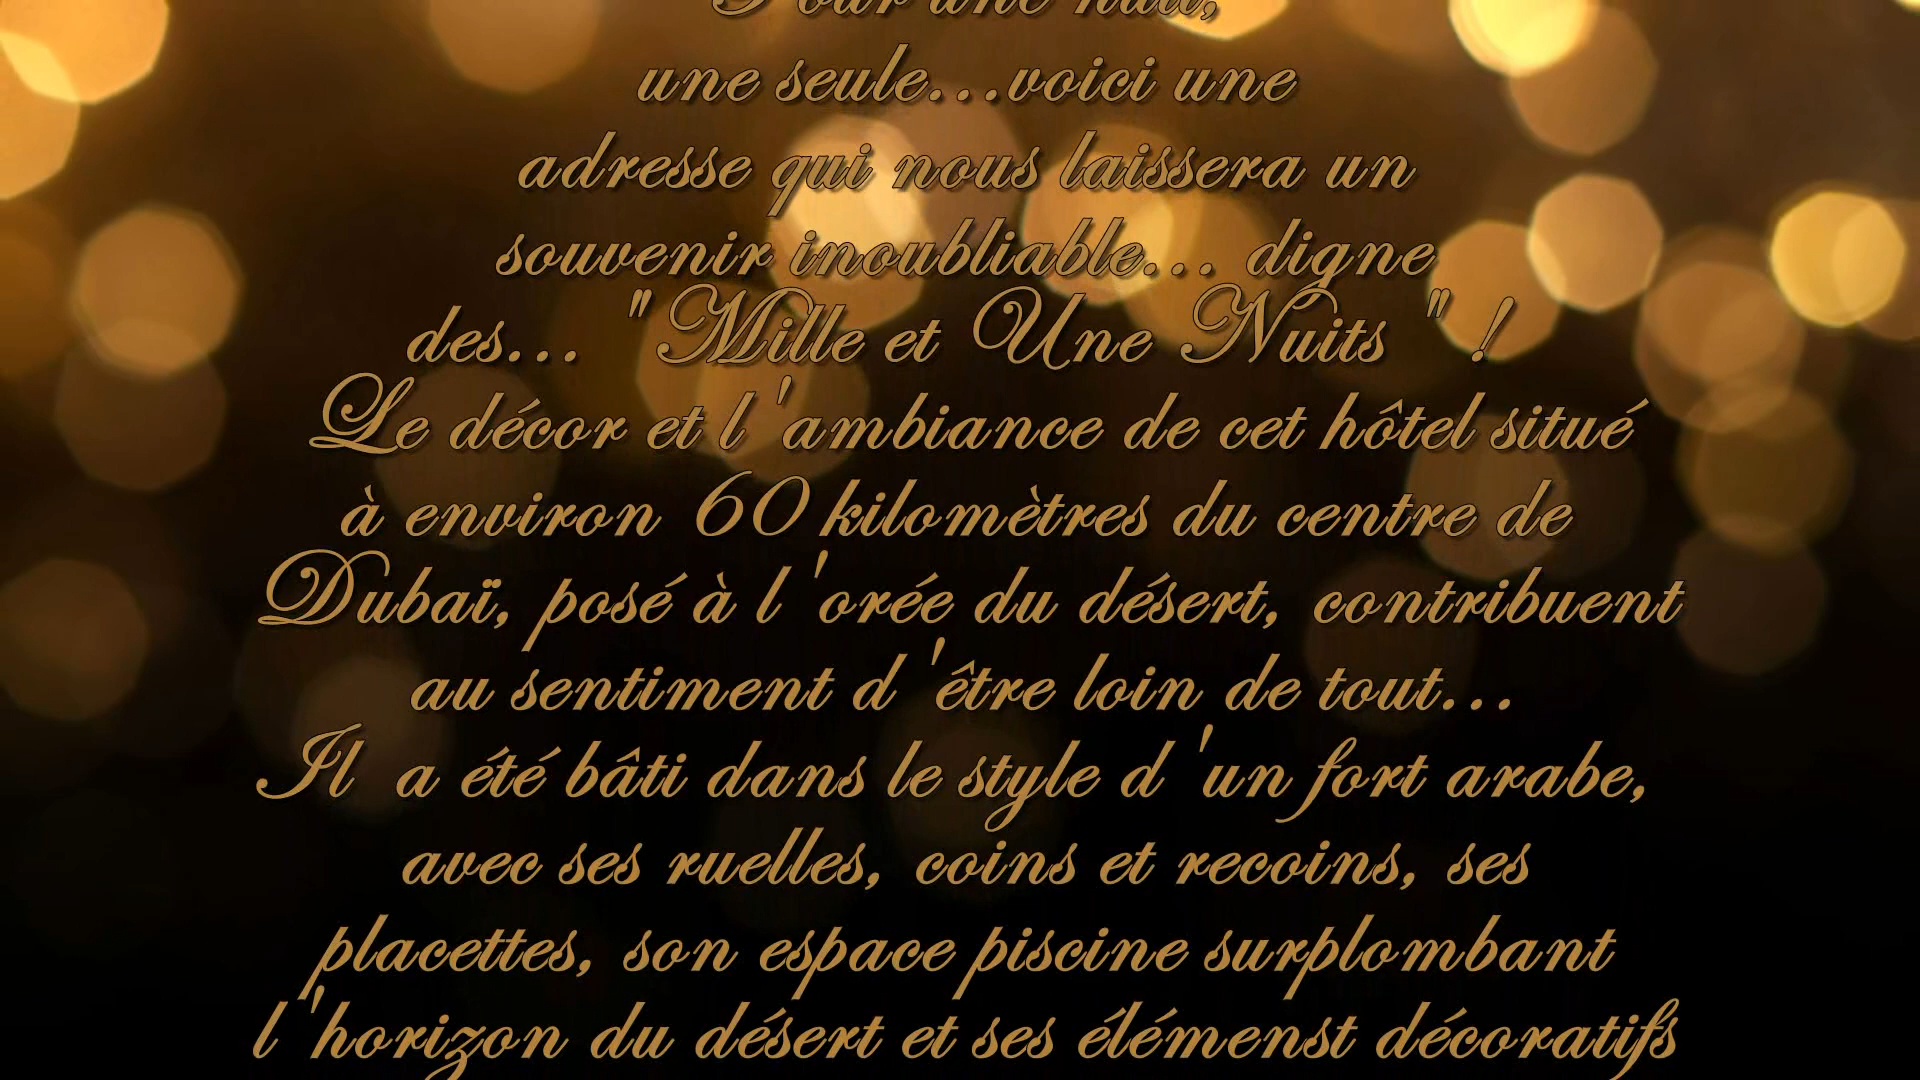 Pour une nuit,
une seule...voici une
adresse qui nous laissera un
souvenir inoubliable... digne
des... "Mille et Une Nuits " !
Le décor et l'ambiance de cet hôtel situé
à environ 60 kilomètres du centre de
Dubaï, posé à l'orée du désert, contribuent
au sentiment d'être loin de tout...
Il a été bâti dans le style d'un fort arabe,
avec ses ruelles, coins et recoins, ses
placettes, son espace piscine surplombant
l'horizon du désert et ses élémenst décoratifs